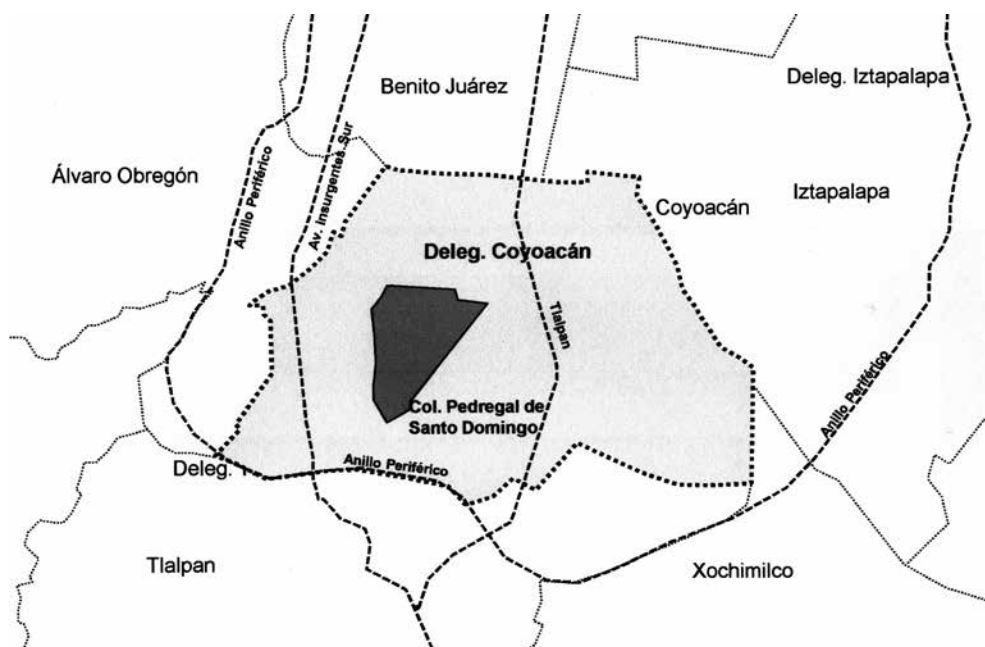 Deleg. Iztapalapa
Benito Juárez
Av. Insurgentes Sur
Anillo Periférico
Álvaro Obregón
Iztapalapa
Coyoacán
Deleg. Coyoacán
Tlalpan
Anillo Periférico
Col. Pedregal de
Santo Domingo
Anillo Periférico
Deleg.
Tlalpan
Xochimilco